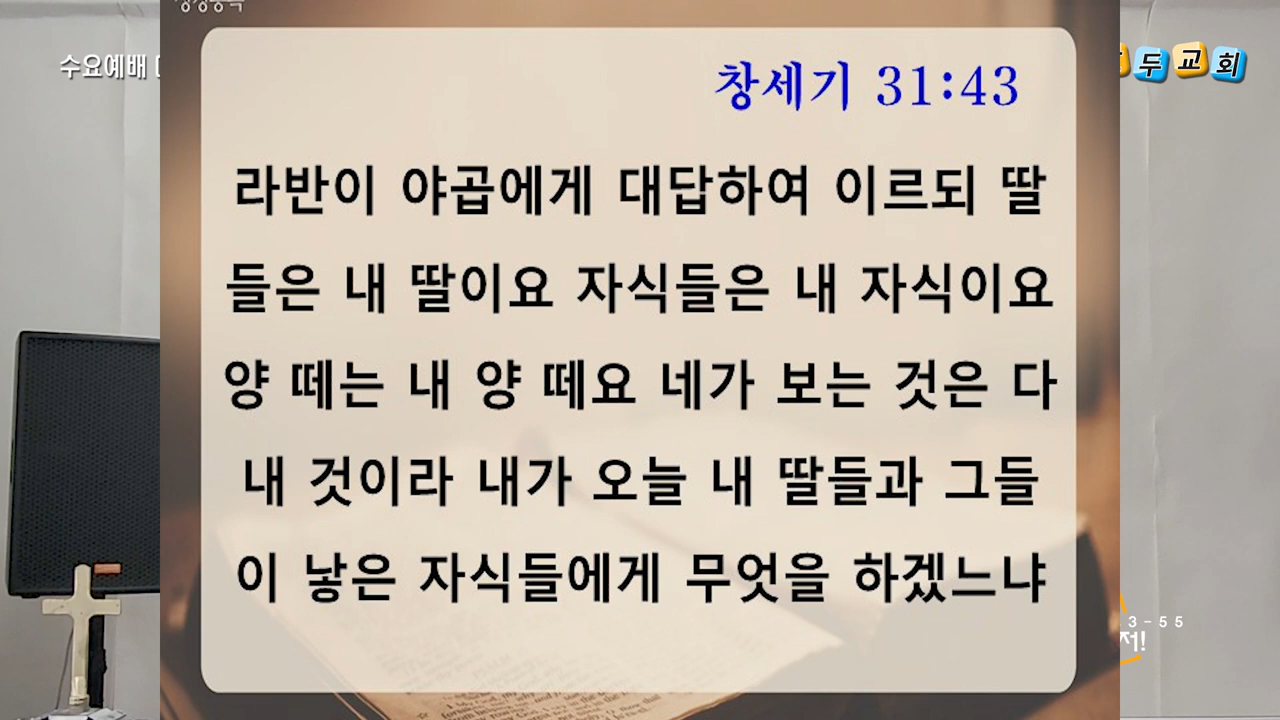 수요예배
두교회
창세기 31:43
라반이 야곱에게 대답하여 이르되 딸
들은 내 딸이요 자식들은 내 자식이요
양 떼는 내 양 떼요 네가 보는 것은 다
내 것이라 내가 오늘 내 딸들과 그들
이 낳은 자식들에게 무엇을 하겠느냐
3-55